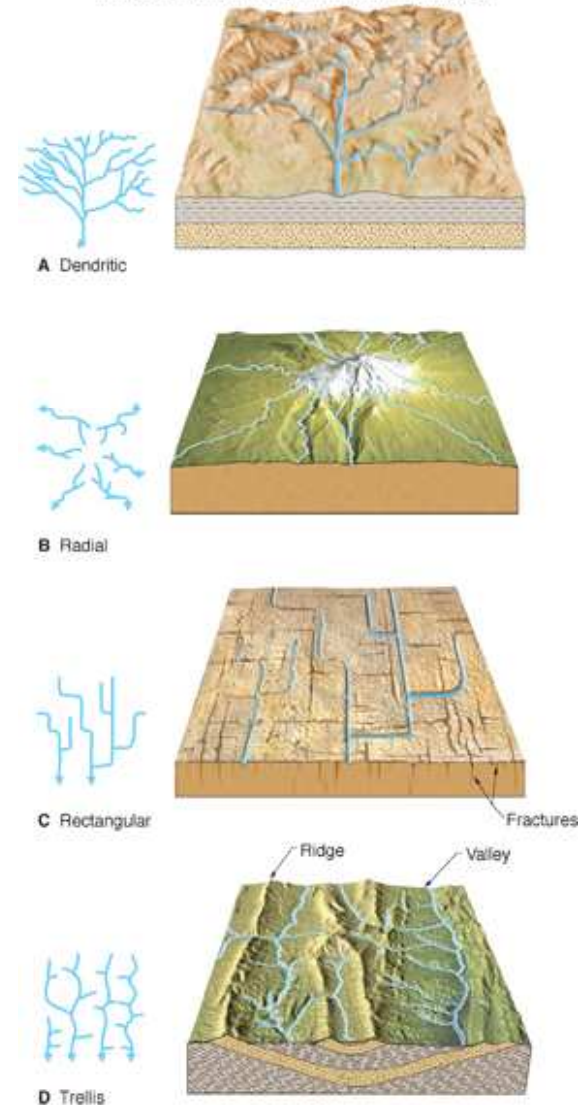 A Dendritic
B Radial
C Rectangular
Fractures
Ridge
Valley
D Trellis